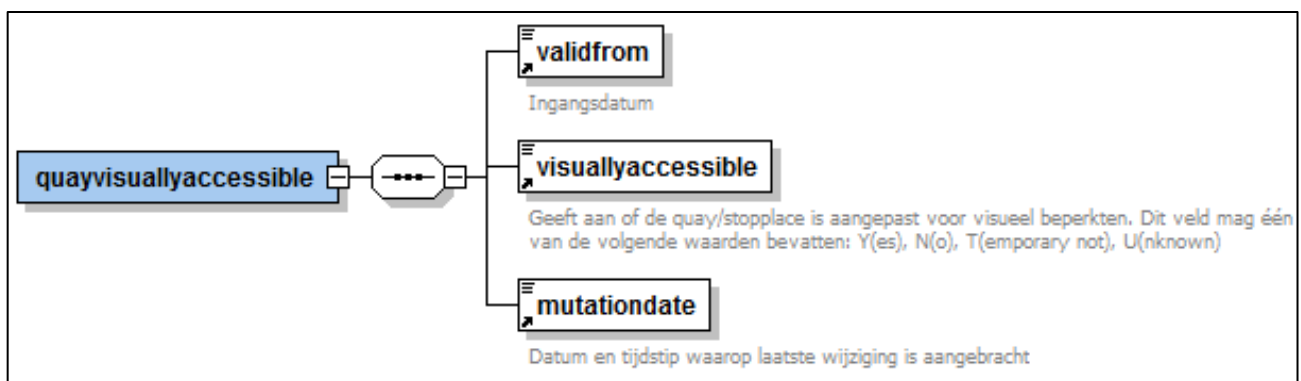 validfrom
Ingangsdatum
quayvisuallyaccessible
visuallyaccessible
Geeft aan of de quay/stopplace is aangepast voor visueel beperkten. Dit veld mag één
van de volgende waarden bevatten: Y(es), N(o), T(emporary not), U(nknown)
mutationdate
Datum en tijdstip waarop laatste wijziging is aangebracht